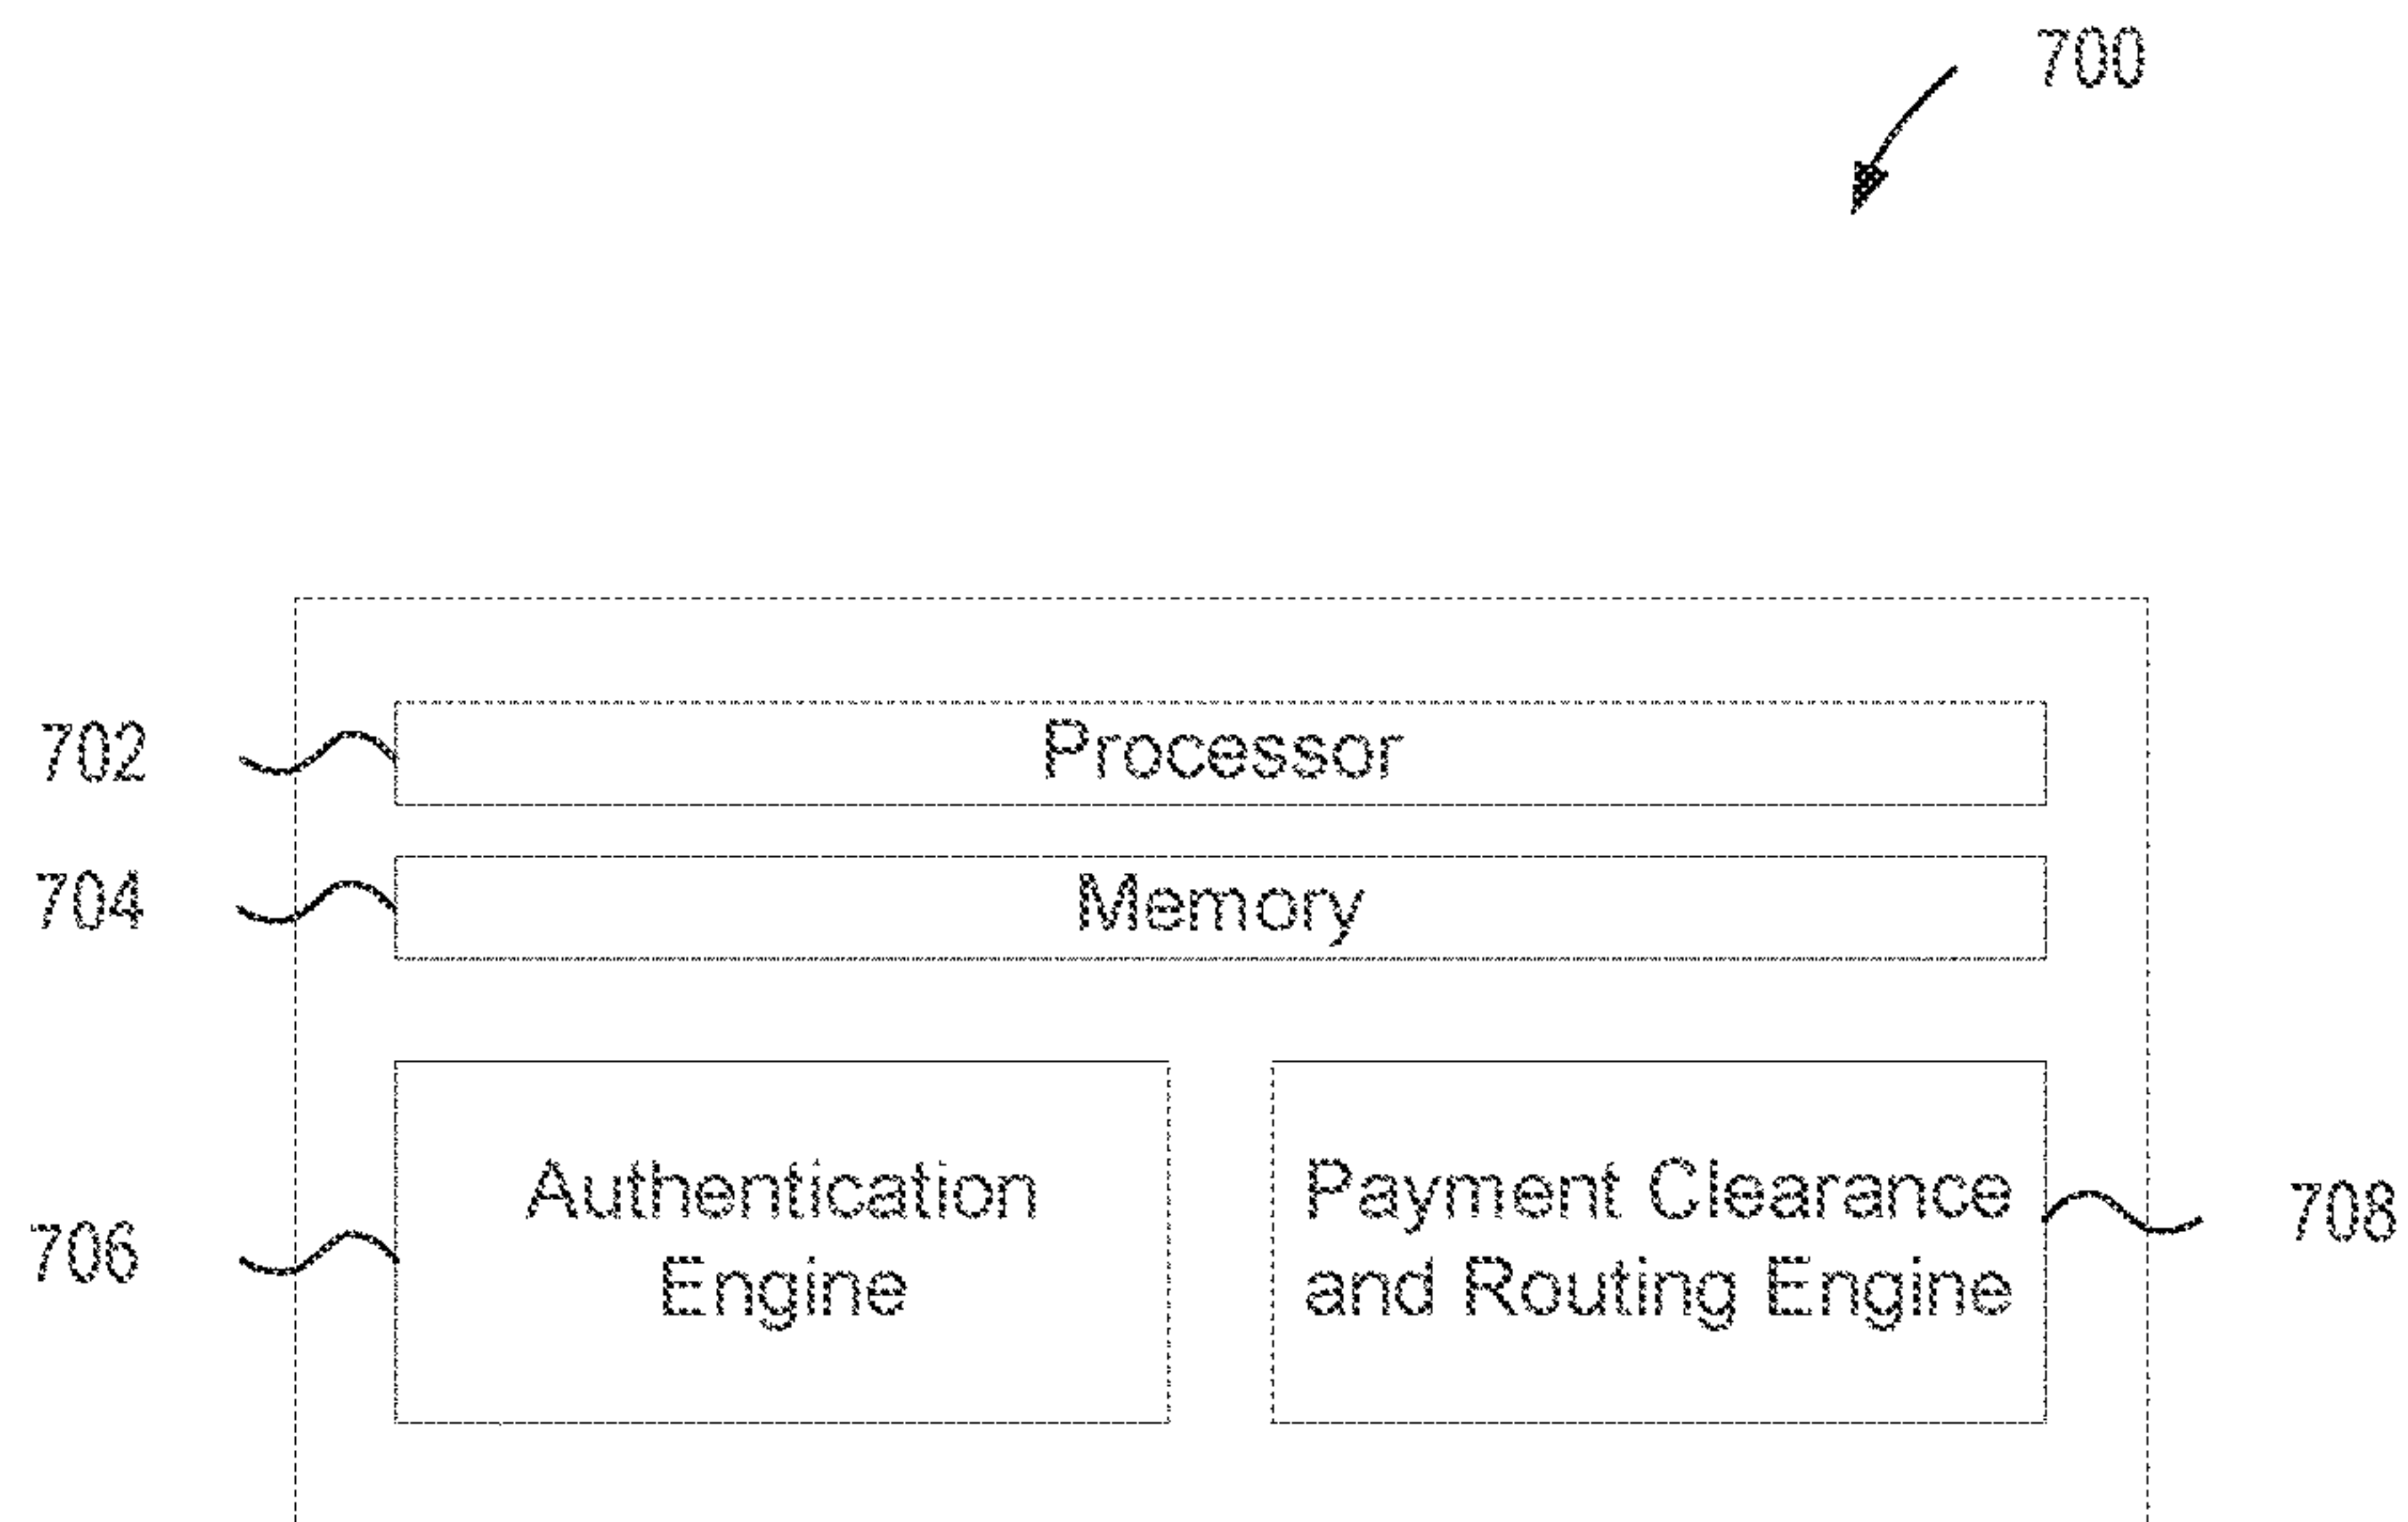 700
702
Processor
704
Memory
706
Authentication
Engine
Payment Clearance
and Routing Engine
708